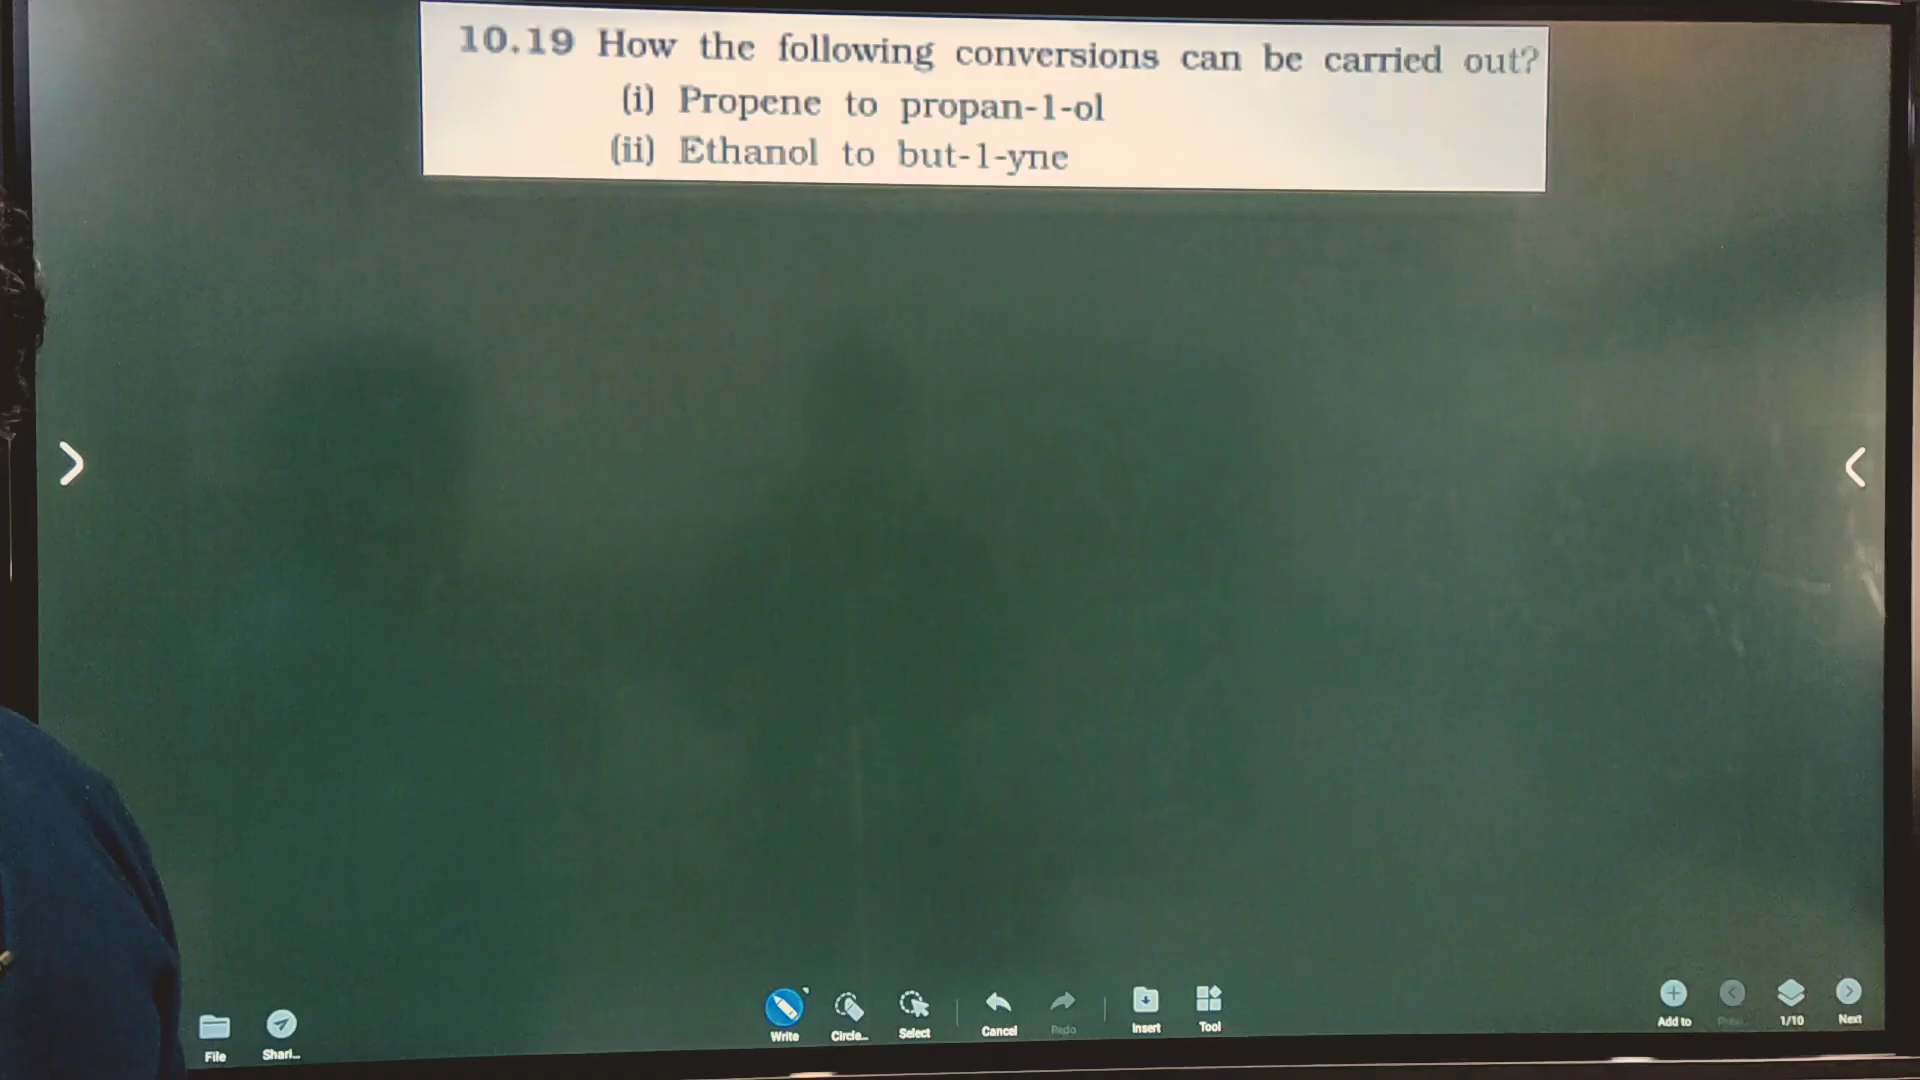 10.19 How the following conversions can be carried out?
(i) Propene to propan-1-ol
(ii) Ethanol to but-1-yne
File
Shari...
Write
Circle...
Select
Cancel
Redo
Insert
Tool
Add to
1/10
Next